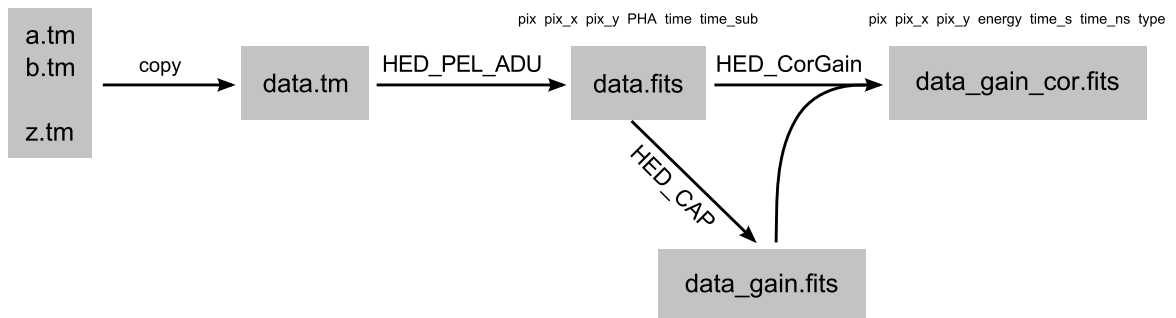 a.tm
b.tm
z.tm
copy
data.tm
HED_PEL_ADU
pix pix_x pix_y PHA time time_sub
data.fits
HED_CorGain
pix pix_x pix_y energy time_s time_ns type
data_gain_cor.fits
HED_CAP
data_gain.fits